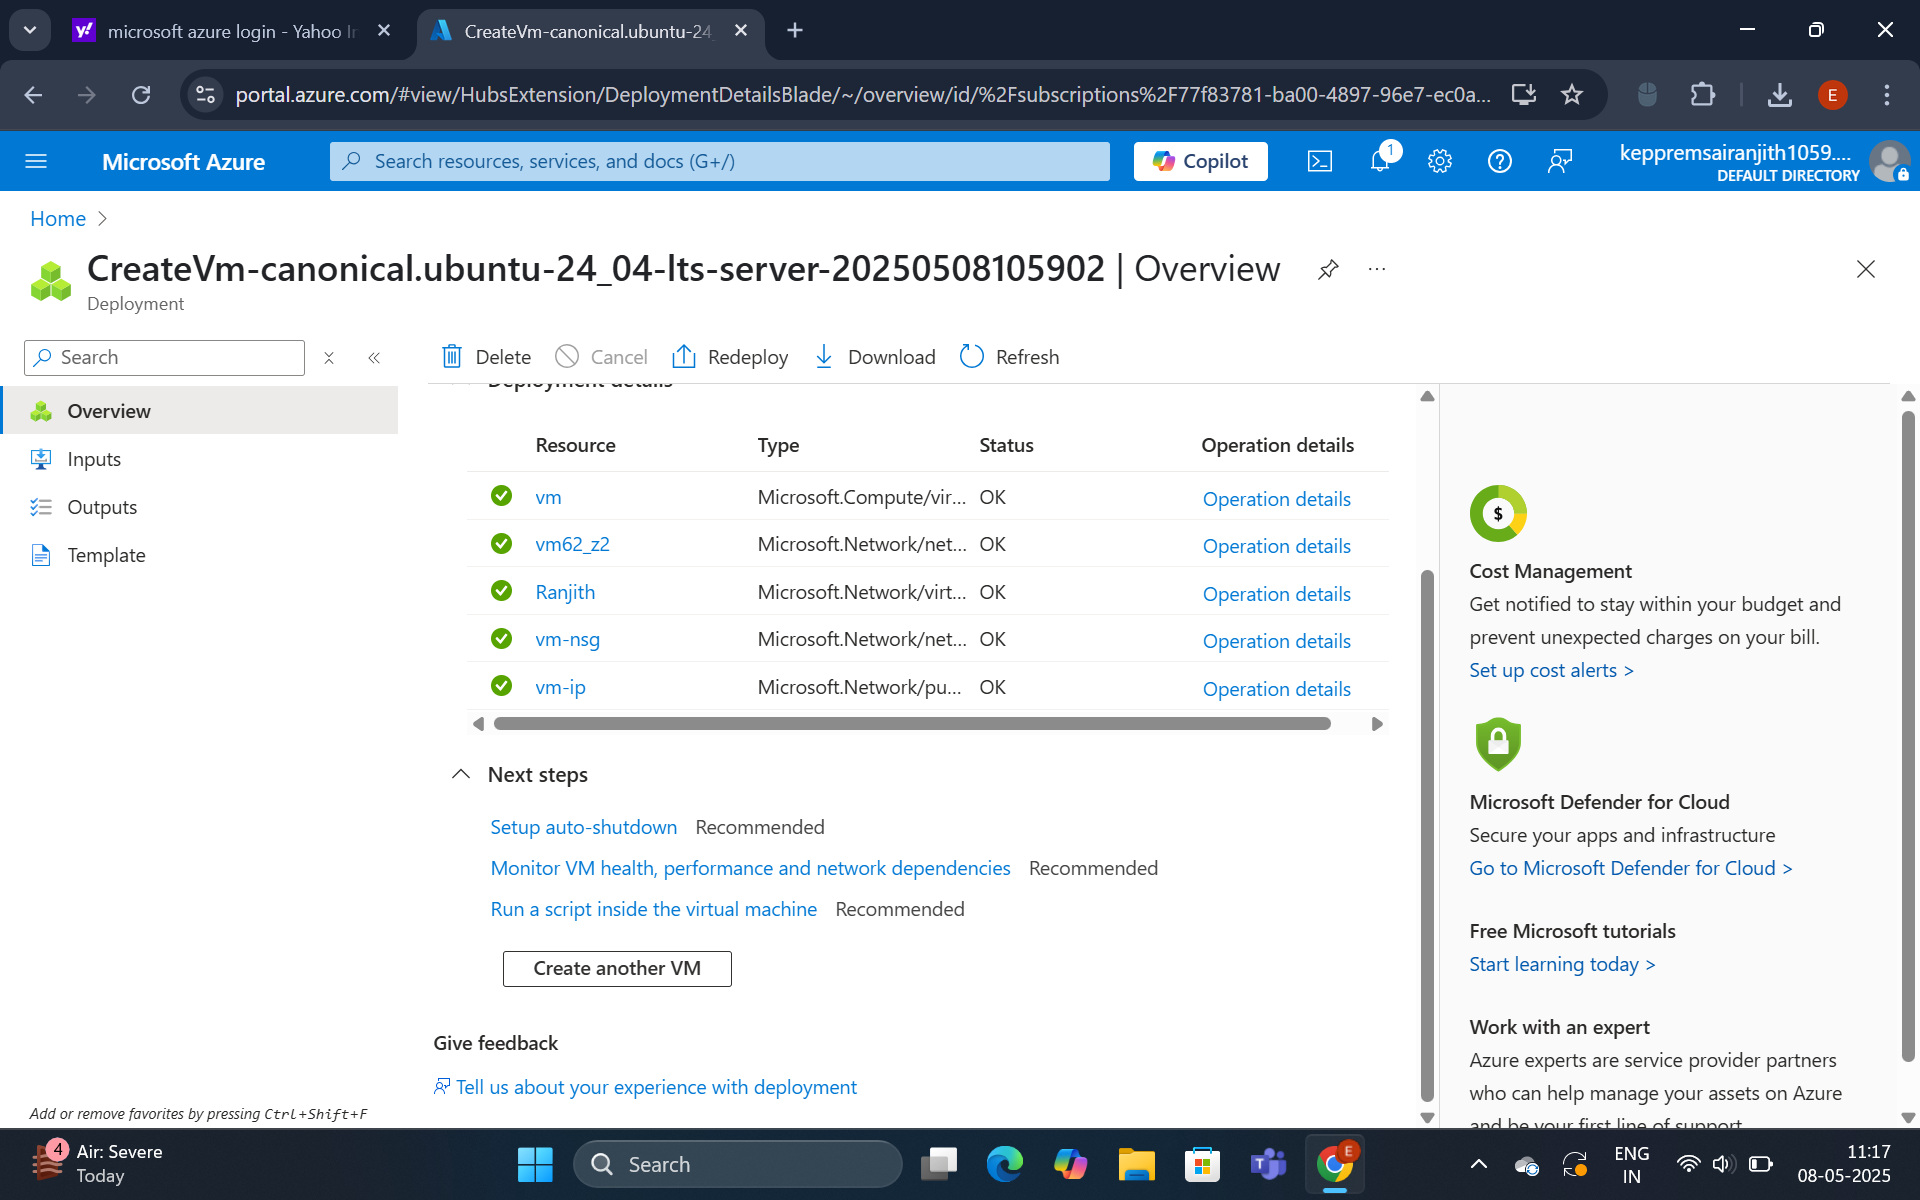 microsoft azure login - Yahoo I
CreateVm-canonical.ubuntu-24_
portal.azure.com/#view/HubsExtension/DeploymentDetailsBlade/~/overview/id/%2Fsubscriptions%2F77f83781-ba00-4897-96e7-ec0a...
E
Microsoft Azure
Search resources, services, and docs (G+/)
Copilot
1
keppremsairanjith1059....
DEFAULT DIRECTORY
Home
CreateVm-canonical.ubuntu-24_04-lts-server-20250508105902 | Overview
Deployment
Search
Delete
Cancel
Redeploy
Download
Refresh
Overview
Inputs
Outputs
Template
Deployment details
Resource Type Status Operation details
vm Microsoft.Compute/vir... OK Operation details
vm62_z2 Microsoft.Network/net... OK Operation details
Ranjith Microsoft.Network/virt... OK Operation details
vm-nsg Microsoft.Network/net... OK Operation details
vm-ip Microsoft.Network/pu... OK Operation details
Next steps
Setup auto-shutdown Recommended
Monitor VM health, performance and network dependencies Recommended
Run a script inside the virtual machine Recommended
Create another VM
Give feedback
Tell us about your experience with deployment
Add or remove favorites by pressing Ctrl+Shift+F
$
Cost Management
Get notified to stay within your budget and
prevent unexpected charges on your bill.
Set up cost alerts >
Microsoft Defender for Cloud
Secure your apps and infrastructure
Go to Microsoft Defender for Cloud >
Free Microsoft tutorials
Start learning today >
Work with an expert
Azure experts are service provider partners
who can help manage your assets on Azure
and be your first line of support.
4
Air: Severe
Today
Search
E
ENG
IN
11:17
08-05-2025